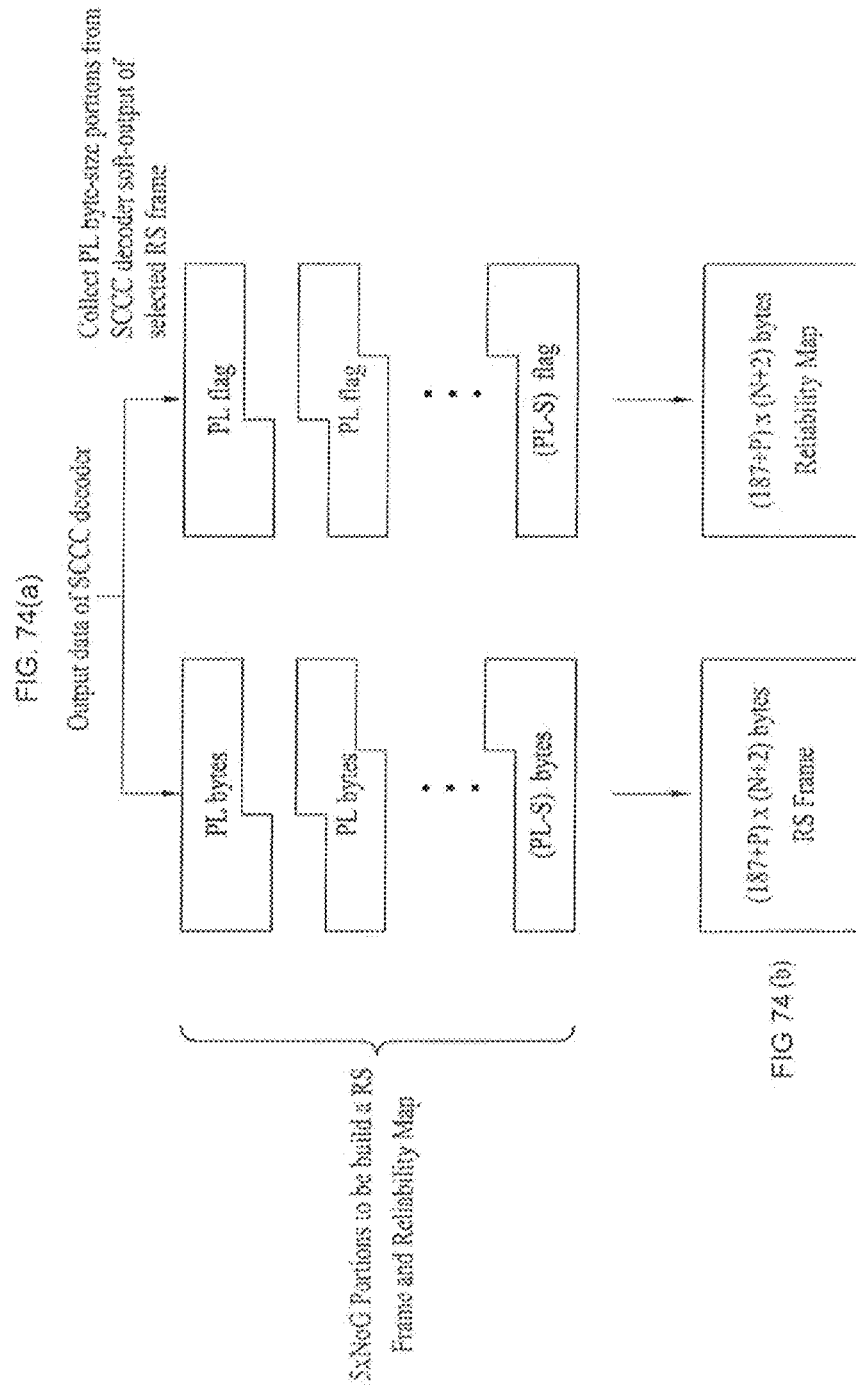 FIG. 74(a)
Output data of SCCC decoder
Collect PL byte-size portions from
SCCC decoder soft-output of
selected RS frame
PL bytes
PL flag
PL bytes
PL flag
• • •
• • •
(PL-S) bytes
(PL-S) flag
SxNoG Portions to be build a RS
Frame and Reliability Map
(187+P) x (N+2) bytes
RS Frame
(187+P) x (N+2) bytes
Reliability Map
FIG 74 (b)